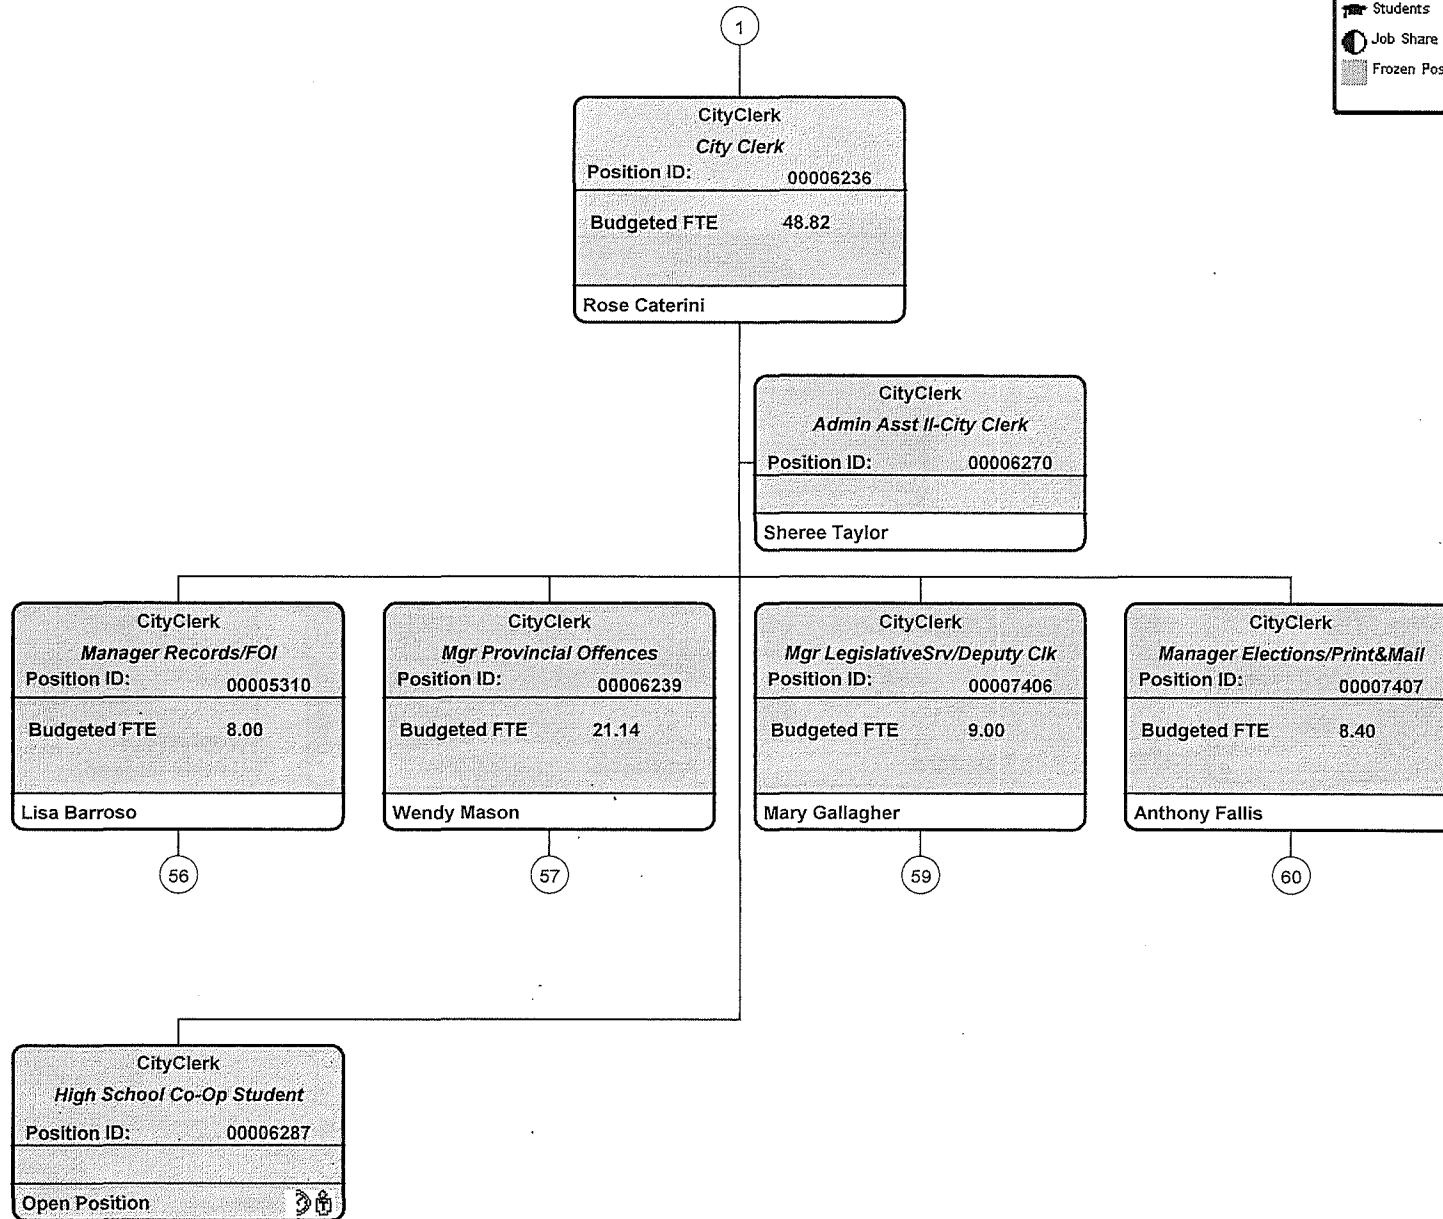 1
Students
Job Share
Frozen Pos
CityClerk
City Clerk
Position ID: 00006236
Budgeted FTE 48.82
Rose Caterini
CityClerk
Admin Asst II-City Clerk
Position ID: 00006270
Sheree Taylor
CityClerk
Manager Records/FOI
Position ID: 00005310
Budgeted FTE 8.00
Lisa Barroso
56
CityClerk
Mgr Provincial Offences
Position ID: 00006239
Budgeted FTE 21.14
Wendy Mason
57
CityClerk
Mgr LegislativeSrv/Deputy Clk
Position ID: 00007406
Budgeted FTE 9.00
Mary Gallagher
59
CityClerk
Manager Elections/Print&Mail
Position ID: 00007407
Budgeted FTE 8.40
Anthony Fallis
60
CityClerk
High School Co-Op Student
Position ID: 00006287
Open Position